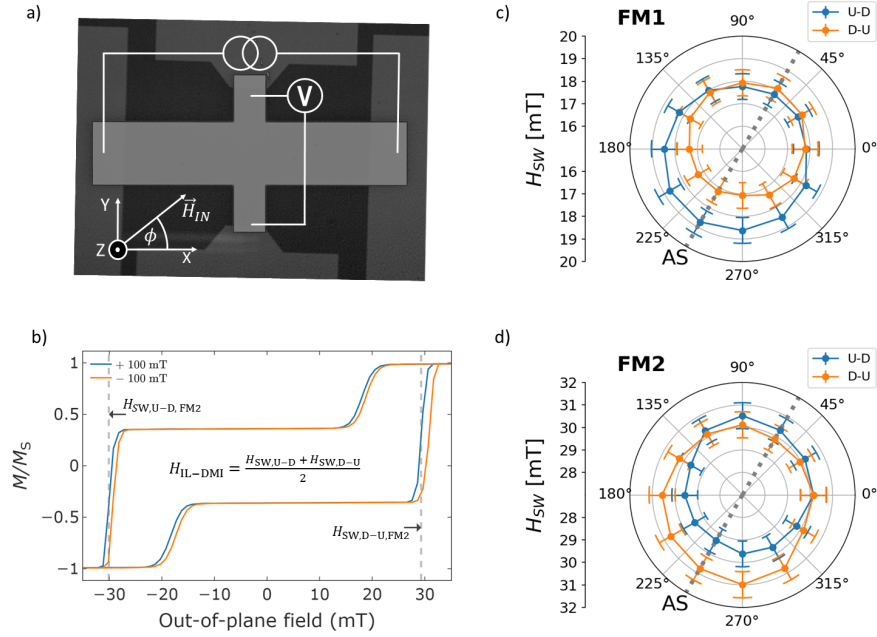 a)
V
Y
H_IN
ϕ
Z
X
b)
+ 100 mT
− 100 mT
H_SW,U−D, FM2
H_IL−DMI = (H_SW,U−D + H_SW,D−U) / 2
H_SW,D−U,FM2
1
0.5
0
−0.5
−1
M/M_S
−30 −20 −10 0 10 20 30
Out-of-plane field (mT)
c)
FM1
U-D
D-U
H_SW [mT]
20
19
18
17
16
15
16
17
18
19
20
90°
135°
45°
180°
0°
225°
315°
270°
AS
d)
FM2
U-D
D-U
H_SW [mT]
32
31
30
29
28
28
29
30
31
32
90°
135°
45°
180°
0°
225°
315°
270°
AS